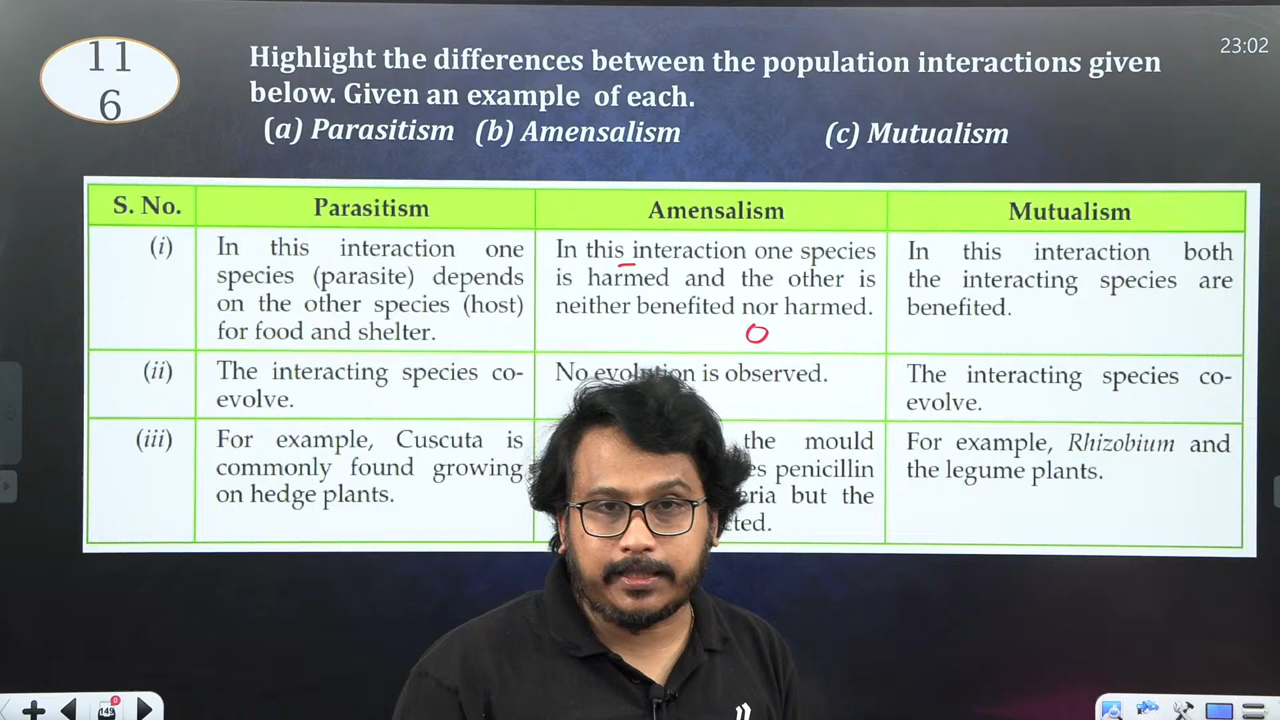 11
6
23:02
Highlight the differences between the population interactions given
below. Given an example of each.
(a) Parasitism (b) Amensalism (c) Mutualism
S. No. Parasitism Amensalism Mutualism
(i)
In this interaction one
species (parasite) depends
on the other species (host)
for food and shelter.
In this interaction one species
is harmed and the other is
neither benefited nor harmed.
In this interaction both
the interacting species are
benefited.
(ii)
The interacting species co-
evolve.
No evolution is observed.
The interacting species co-
evolve.
(iii)
For example, Cuscuta is
commonly found growing
on hedge plants.
the mould
penicillin
but the
For example, Rhizobium and
the legume plants.
149
0